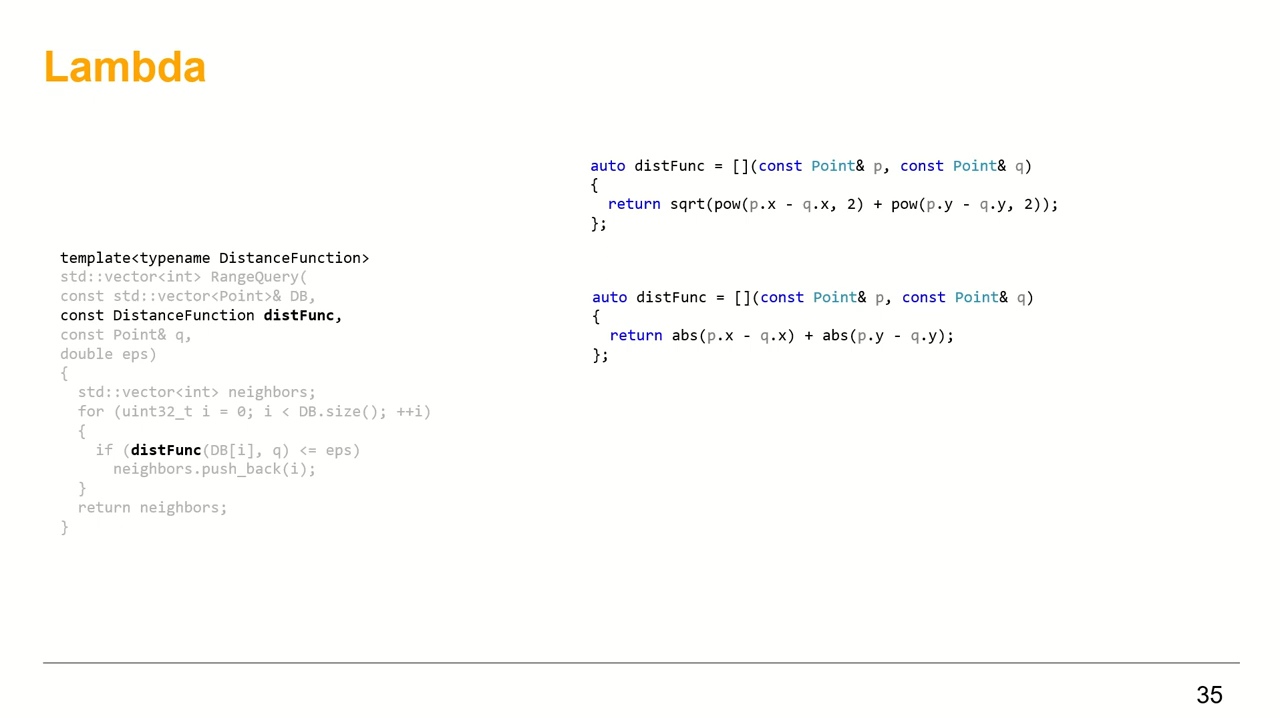 Lambda
template<typename DistanceFunction>
std::vector<int> RangeQuery(
const std::vector<Point>& DB,
const DistanceFunction distFunc,
const Point& q,
double eps)
{
  std::vector<int> neighbors;
  for (uint32_t i = 0; i < DB.size(); ++i)
  {
    if (distFunc(DB[i], q) <= eps)
      neighbors.push_back(i);
  }
  return neighbors;
}
auto distFunc = [](const Point& p, const Point& q)
{
  return sqrt(pow(p.x - q.x, 2) + pow(p.y - q.y, 2));
};
auto distFunc = [](const Point& p, const Point& q)
{
  return abs(p.x - q.x) + abs(p.y - q.y);
};
35